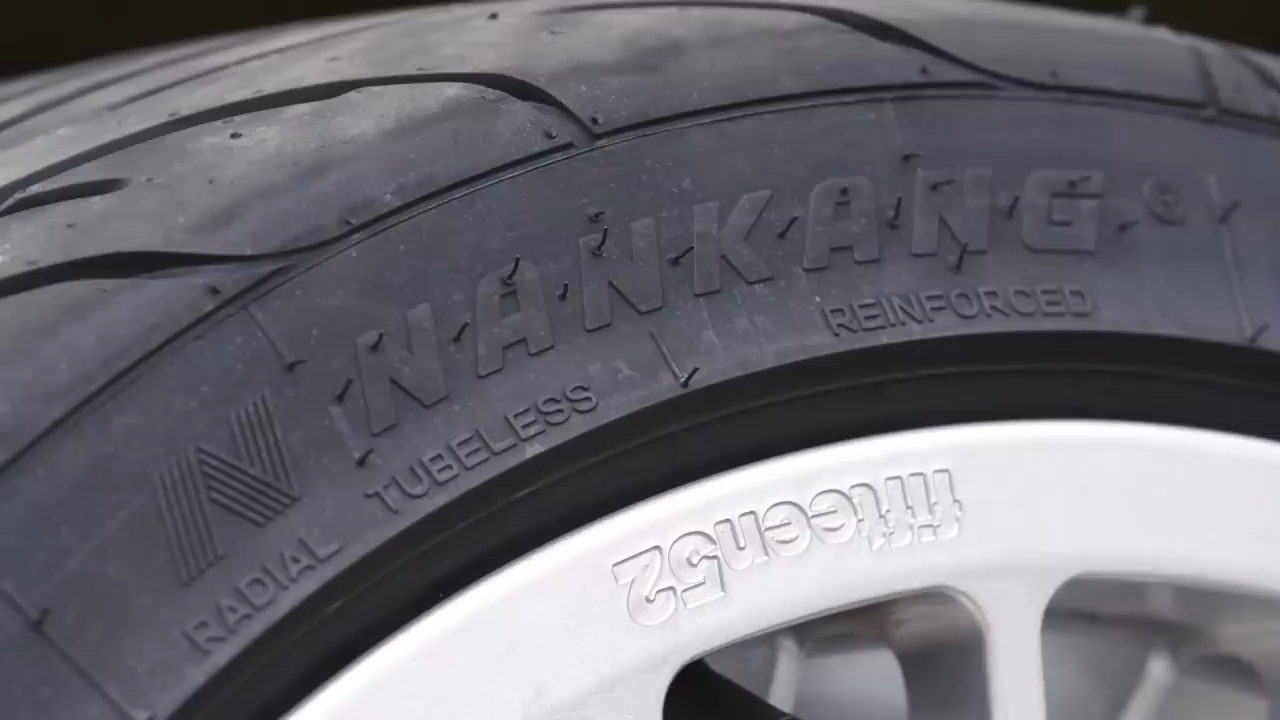 NANKANG ®
REINFORCED
TUBELESS
N
RADIAL
fifteen52